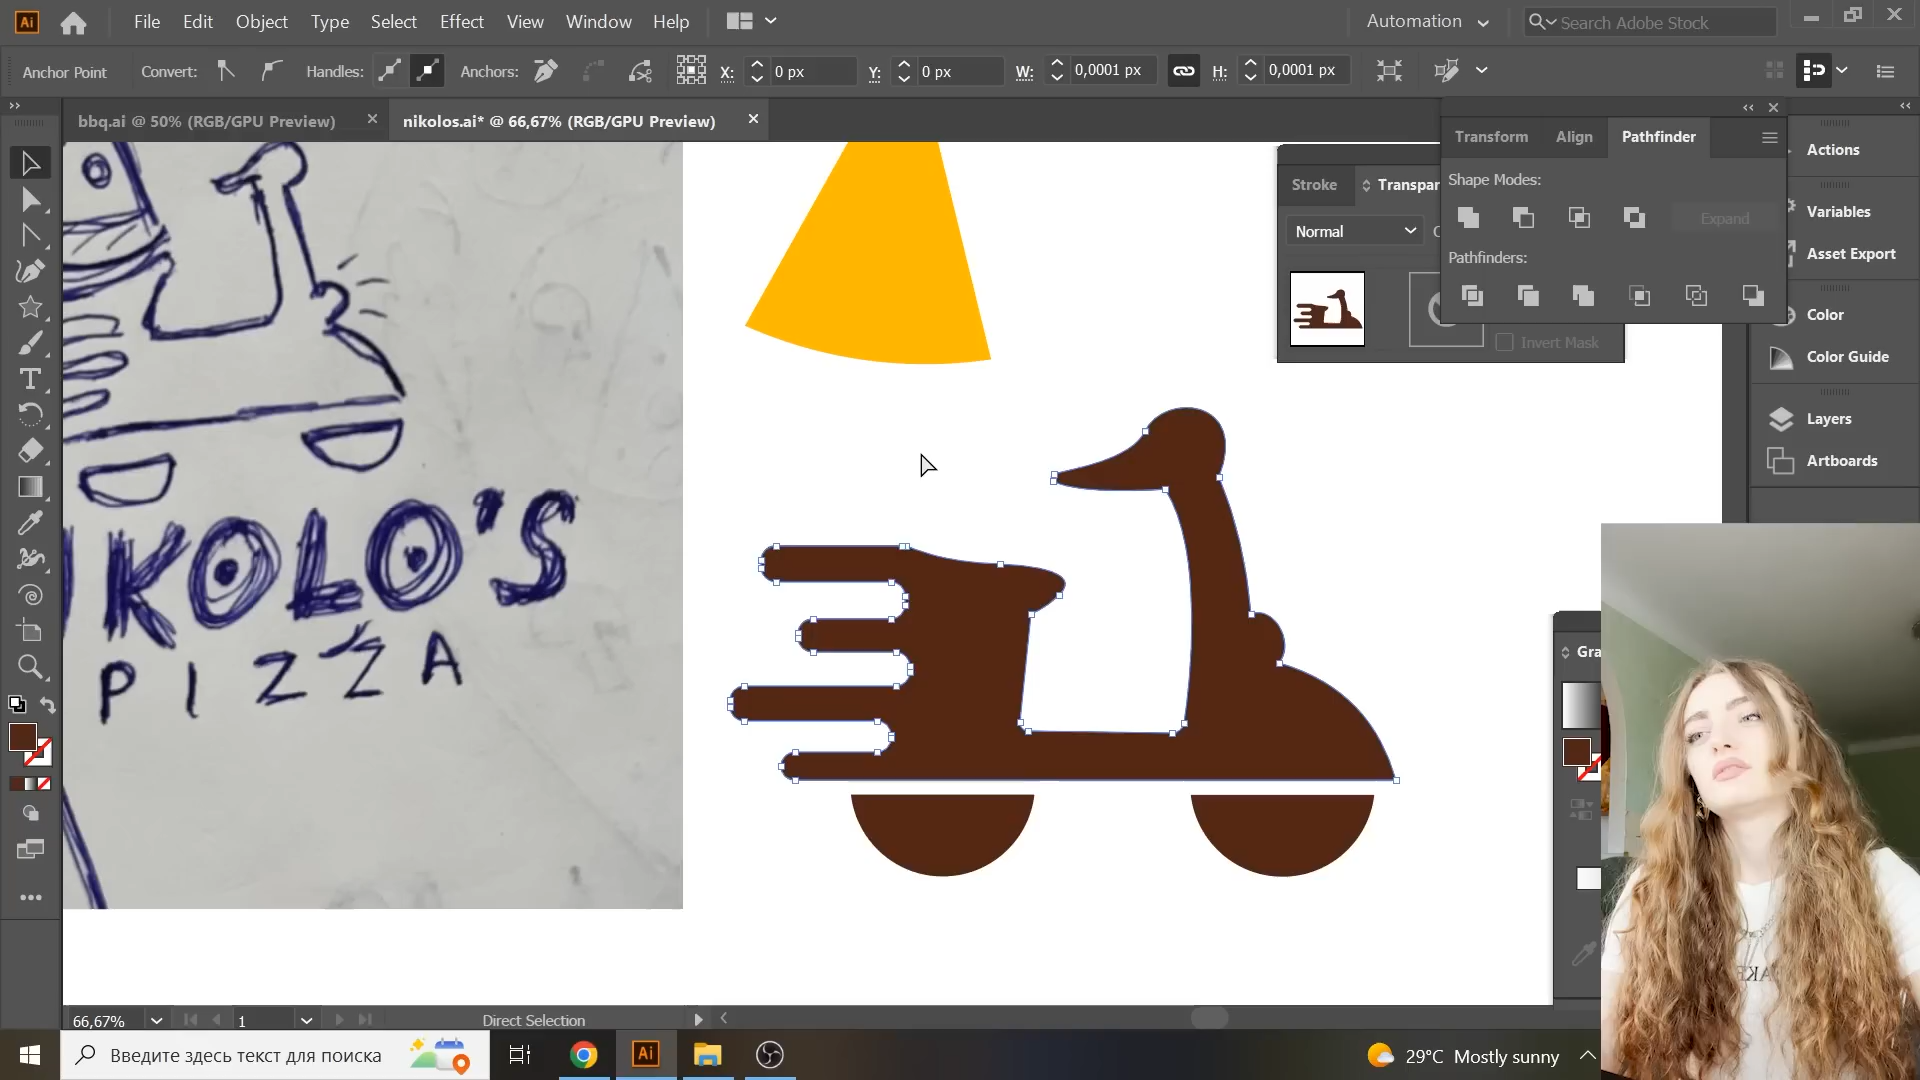 Ai File Edit Object Type Select Effect View Window Help Automation Search Adobe Stock
Anchor Point Convert: Handles: Anchors: X: 0 px Y: 0 px W: 0,0001 px H: 0,0001 px
bbq.ai @ 50% (RGB/GPU Preview) nikolos.ai* @ 66,67% (RGB/GPU Preview)
Transform Align Pathfinder
Shape Modes:
Expand
Pathfinders:
Stroke Transpar
Normal
Invert Mask
Actions
Variables
Asset Export
Color
Color Guide
Layers
Artboards
KOLO'S
PIZZA
Gra
66,67% 1 Direct Selection
Введите здесь текст для поиска Ai 29°C Mostly sunny